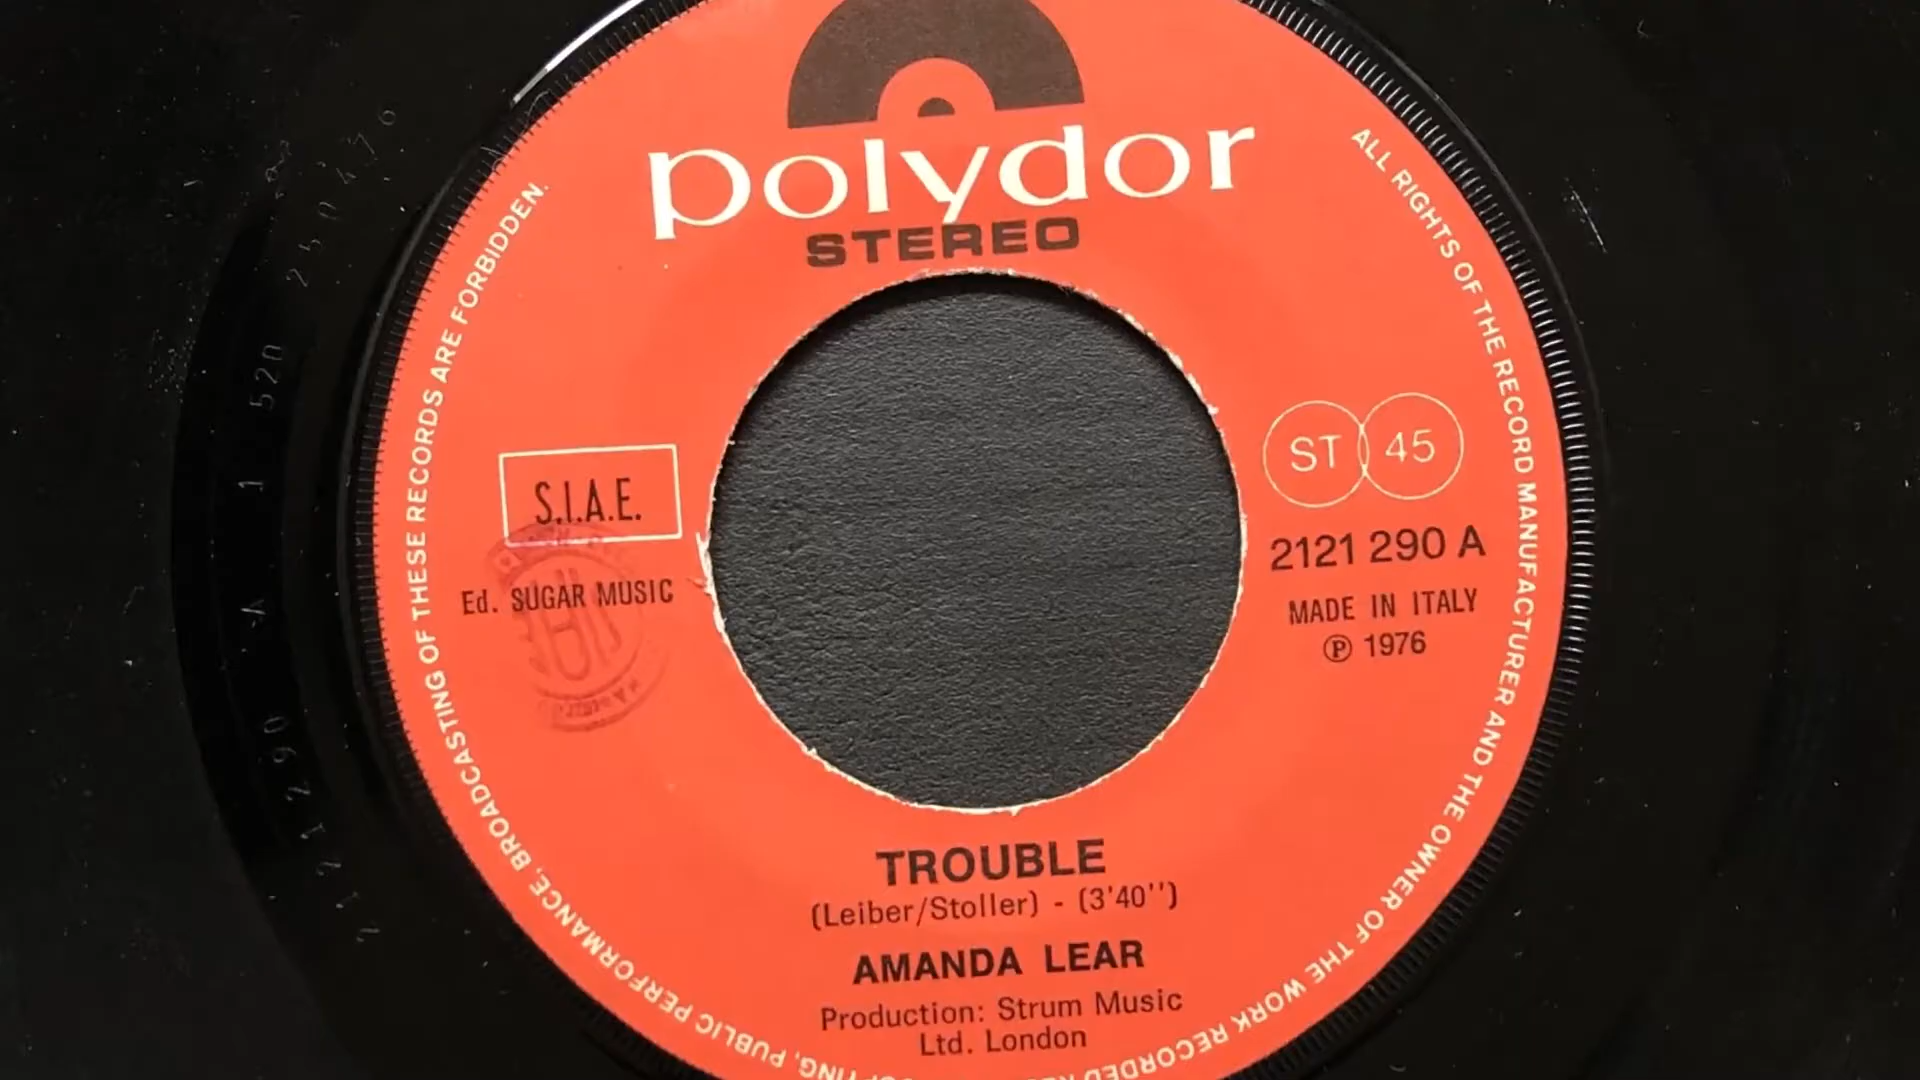 polydor
STEREO
ALL RIGHTS OF THE RECORD MANUFACTURER AND THE OWNER OF THE WORK RECORDED
PUBLIC PERFORMANCE, BROADCASTING OF THESE RECORDS ARE FORBIDDEN.
S.I.A.E.
Ed. SUGAR MUSIC
ST 45
2121 290 A
MADE IN ITALY
℗ 1976
TROUBLE
(Leiber/Stoller) - (3'40'')
AMANDA LEAR
Production: Strum Music
Ltd. London